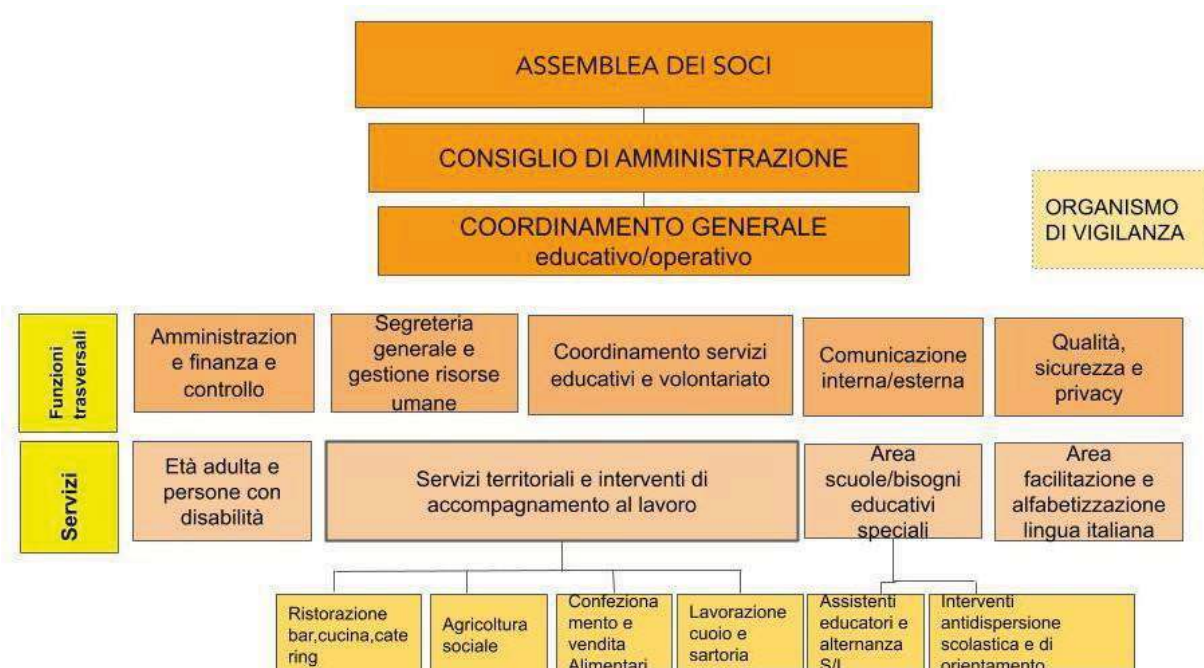 ASSEMBLEA DEI SOCI
CONSIGLIO DI AMMINISTRAZIONE
COORDINAMENTO GENERALE
educativo/operativo
ORGANISMO
DI VIGILANZA
Funzioni
trasversali
Amministrazion
e finanza e
controllo
Segreteria
generale e
gestione risorse
umane
Coordinamento servizi
educativi e volontariato
Comunicazione
interna/esterna
Qualità,
sicurezza e
privacy
Servizi
Età adulta e
persone con
disabilità
Servizi territoriali e interventi di
accompagnamento al lavoro
Area
scuole/bisogni
educativi
speciali
Area
facilitazione e
alfabetizzazione
lingua italiana
Ristorazione
bar,cucina,cate
ring
Agricoltura
sociale
Confeziona
mento e
vendita
Alimentari
Lavorazione
cuoio e
sartoria
Assistenti
educatori e
alternanza
S/L
Interventi
antidispersione
scolastica e di
orientamento